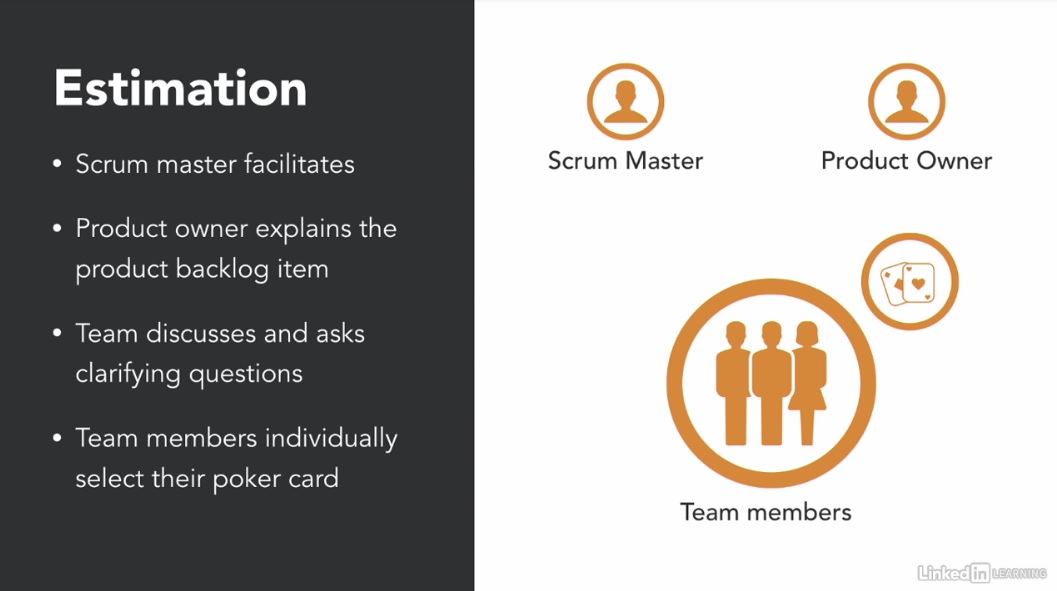 Estimation
• Scrum master facilitates
• Product owner explains the
product backlog item
• Team discusses and asks
clarifying questions
• Team members individually
select their poker card
Scrum Master
Product Owner
Team members
Linked in LEARNING